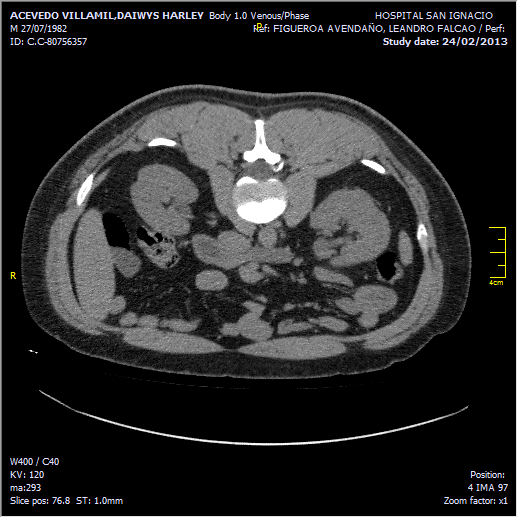 ACEVEDO VILLAMIL,DAIWYS HARLEY Body 1.0 Venous/Phase HOSPITAL SAN IGNACIO
M 27/07/1982 Réf: FIGUEROA AVENDAÑO, LEANDRO FALCAO / Perf:
ID: C.C-80756357 Study date: 24/02/2013
R
4cm
W400 / C40
KV: 120 Position:
ma:293 4 IMA 97
Slice pos: 76.8 ST: 1.0mm Zoom factor: x1